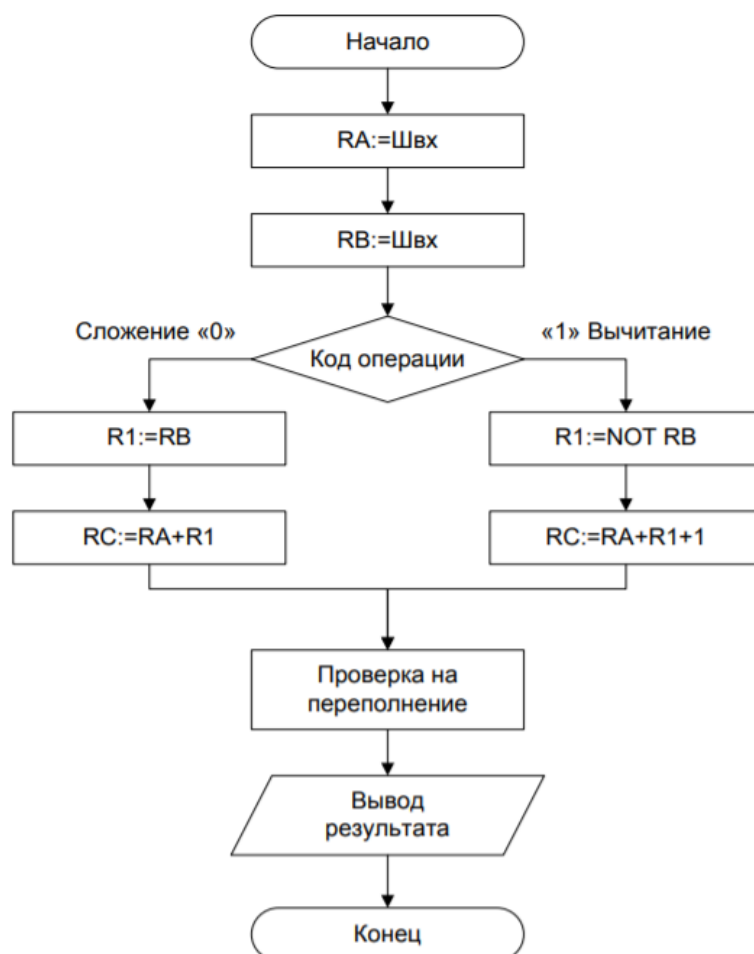 Начало
RA:=Швх
RB:=Швх
Сложение «0»
«1» Вычитание
Код операции
R1:=RB
R1:=NOT RB
RC:=RA+R1
RC:=RA+R1+1
Проверка на
переполнение
Вывод
результата
Конец